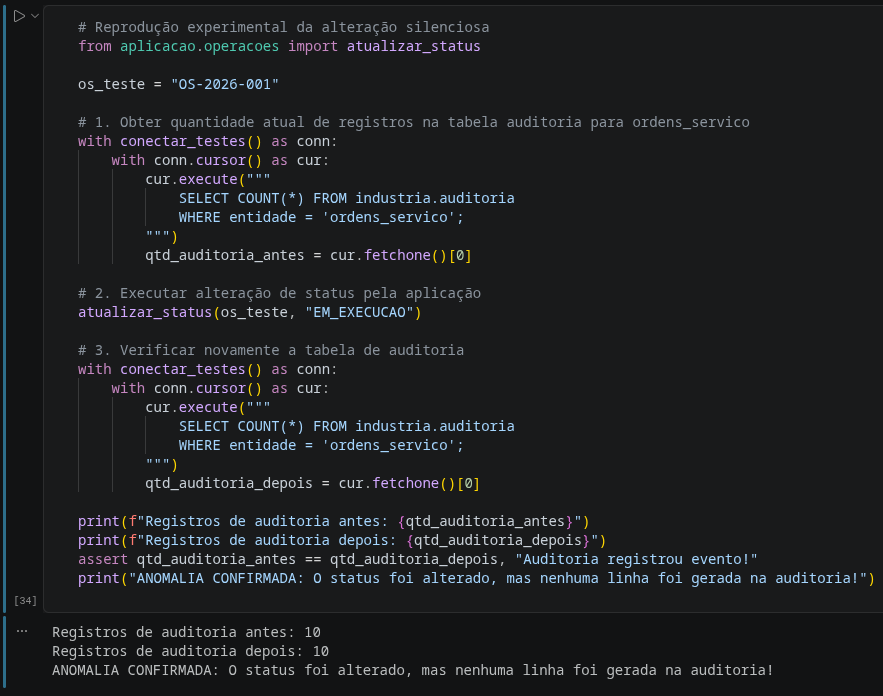 # Reprodução experimental da alteração silenciosa
from aplicacao.operacoes import atualizar_status

os_teste = "OS-2026-001"

# 1. Obter quantidade atual de registros na tabela auditoria para ordens_servico
with conectar_testes() as conn:
    with conn.cursor() as cur:
        cur.execute("""
            SELECT COUNT(*) FROM industria.auditoria
            WHERE entidade = 'ordens_servico';
        """)
        qtd_auditoria_antes = cur.fetchone()[0]

# 2. Executar alteração de status pela aplicação
atualizar_status(os_teste, "EM_EXECUCAO")

# 3. Verificar novamente a tabela de auditoria
with conectar_testes() as conn:
    with conn.cursor() as cur:
        cur.execute("""
            SELECT COUNT(*) FROM industria.auditoria
            WHERE entidade = 'ordens_servico';
        """)
        qtd_auditoria_depois = cur.fetchone()[0]

print(f"Registros de auditoria antes: {qtd_auditoria_antes}")
print(f"Registros de auditoria depois: {qtd_auditoria_depois}")
assert qtd_auditoria_antes == qtd_auditoria_depois, "Auditoria registrou evento!"
print("ANOMALIA CONFIRMADA: O status foi alterado, mas nenhuma linha foi gerada na auditoria!")
[34]
... Registros de auditoria antes: 10
Registros de auditoria depois: 10
ANOMALIA CONFIRMADA: O status foi alterado, mas nenhuma linha foi gerada na auditoria!